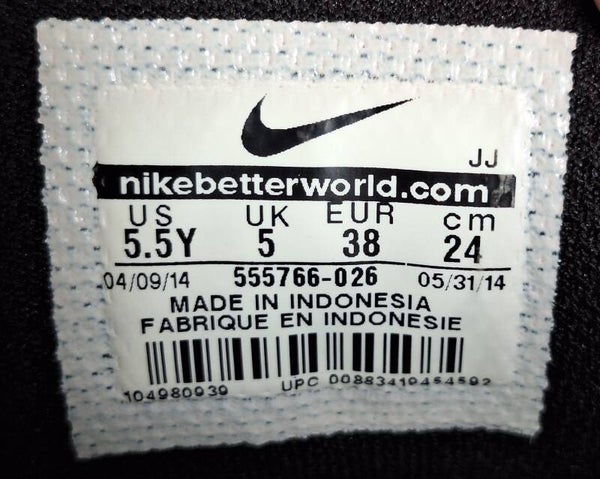 JJ
nikebetterworld.com
US UK EUR cm
5.5Y 5 38 24
04/09/14 555766-026 05/31/14
MADE IN INDONESIA
FABRIQUE EN INDONESIE
104980939 UPC 00883419454592